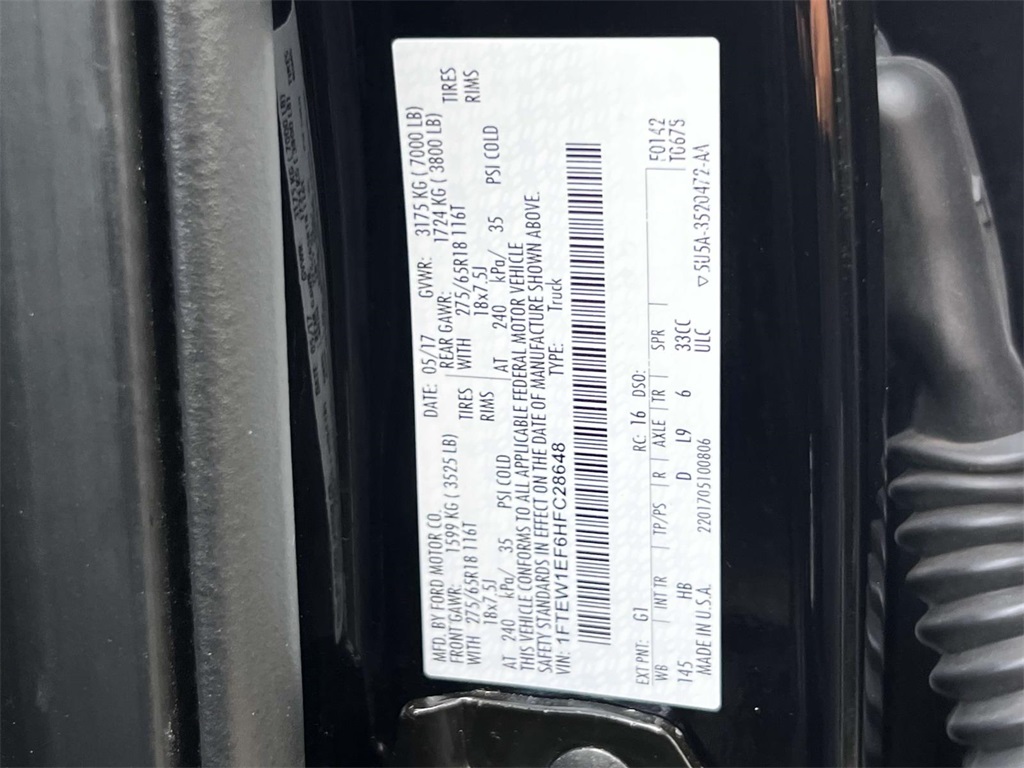 MFD. BY FORD MOTOR CO.
DATE: 05/17 GVWR: 3175 KG ( 7000 LB)
FRONT GAWR: 1599 KG ( 3525 LB)
REAR GAWR: 1724 KG ( 3800 LB)
WITH 275/65R18 116T TIRES
WITH 275/65R18 116T TIRES
18x7.5J RIMS
18x7.5J RIMS
AT 240 kPa/ 35 PSI COLD
AT 240 kPa/ 35 PSI COLD
THIS VEHICLE CONFORMS TO ALL APPLICABLE FEDERAL MOTOR VEHICLE
SAFETY STANDARDS IN EFFECT ON THE DATE OF MANUFACTURE SHOWN ABOVE.
VIN: 1FTEW1EF6HFC28648 TYPE: Truck
EXT PNT: G1 RC: 16 DSO: F0142
WB INTTR TP/PS R AXLE TR SPR TG67S
145 HB D L9 6 33CC
MADE IN U.S.A. 2201705100806 ULC
5U5A-3520472-AA